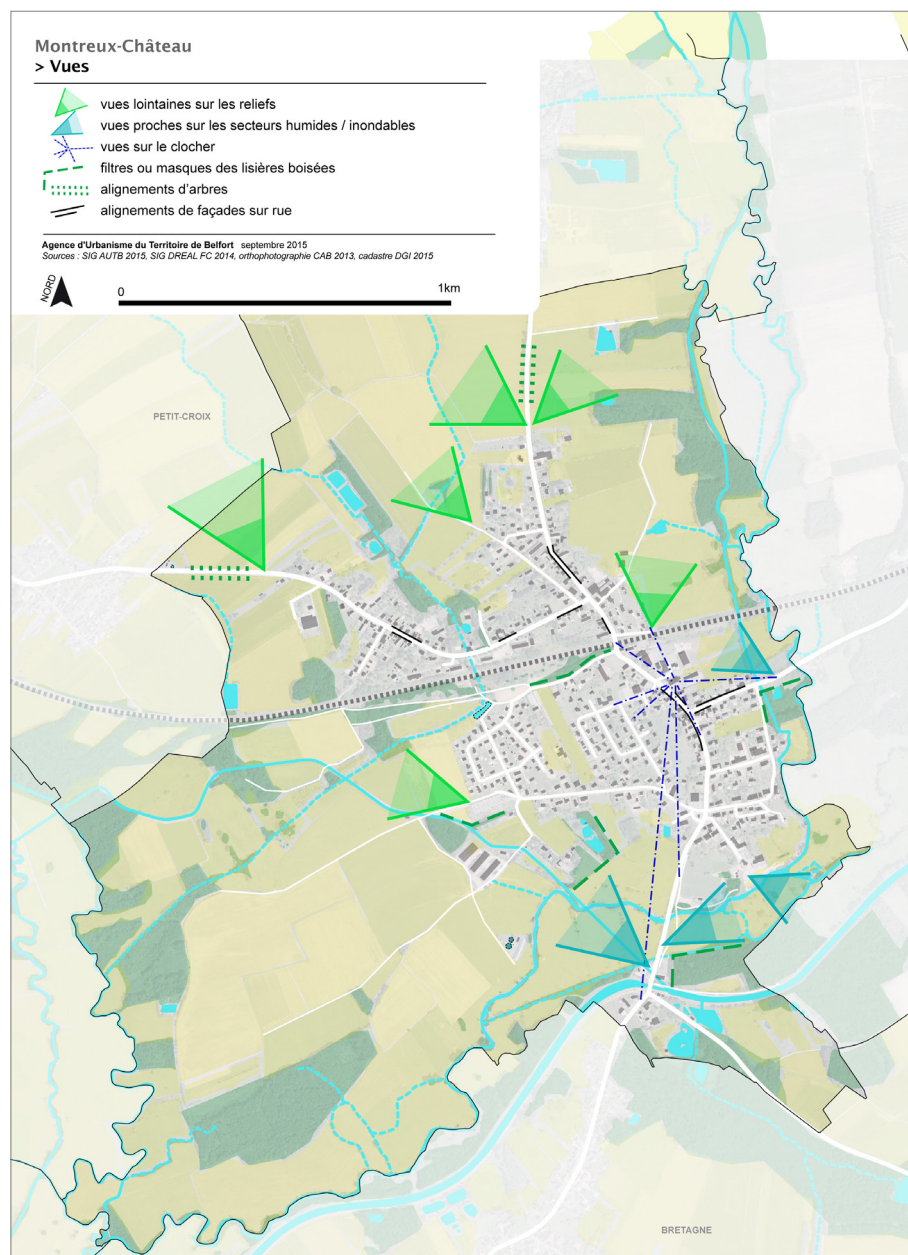 Montreux-Château
> Vues
vues lointaines sur les reliefs
vues proches sur les secteurs humides / inondables
vues sur le clocher
filtres ou masques des lisières boisées
alignements d'arbres
alignements de façades sur rue
Agence d'Urbanisme du Territoire de Belfort septembre 2015
Sources : SIG AUTB 2015, SIG DREAL FC 2014, orthophotographie CAB 2013, cadastre DGI 2015
NORD
0 1km
PETIT-CROIX
BRETAGNE